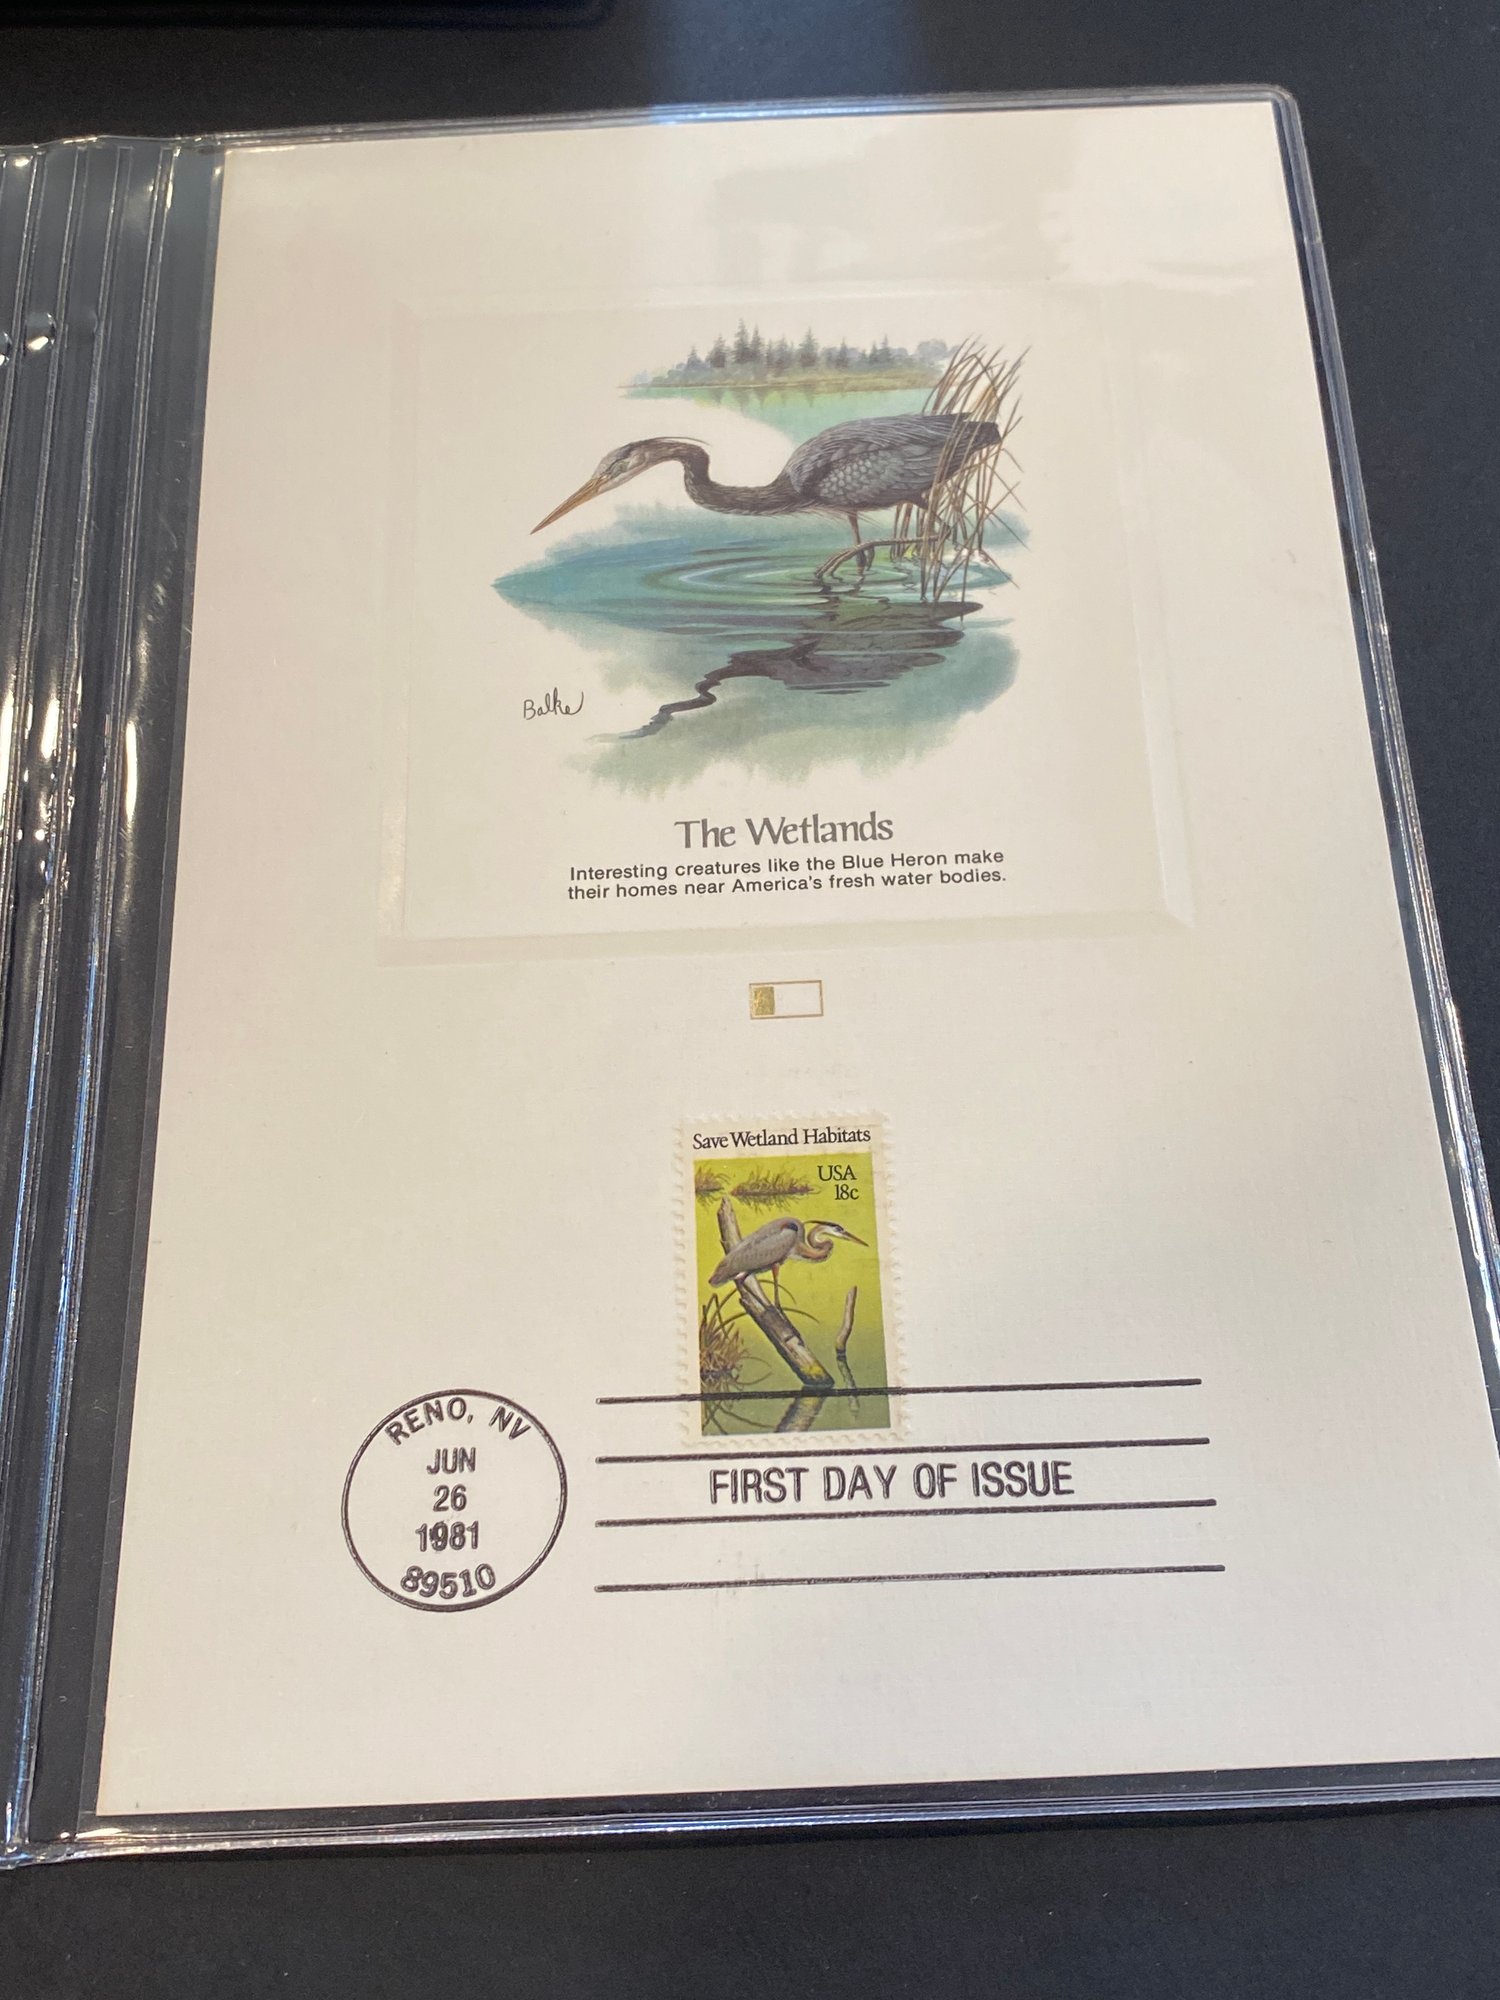 Balke
The Wetlands
Interesting creatures like the Blue Heron make
their homes near America's fresh water bodies.
Save Wetland Habitats
USA
18c
RENO, NV
JUN
26
1981
89510
FIRST DAY OF ISSUE